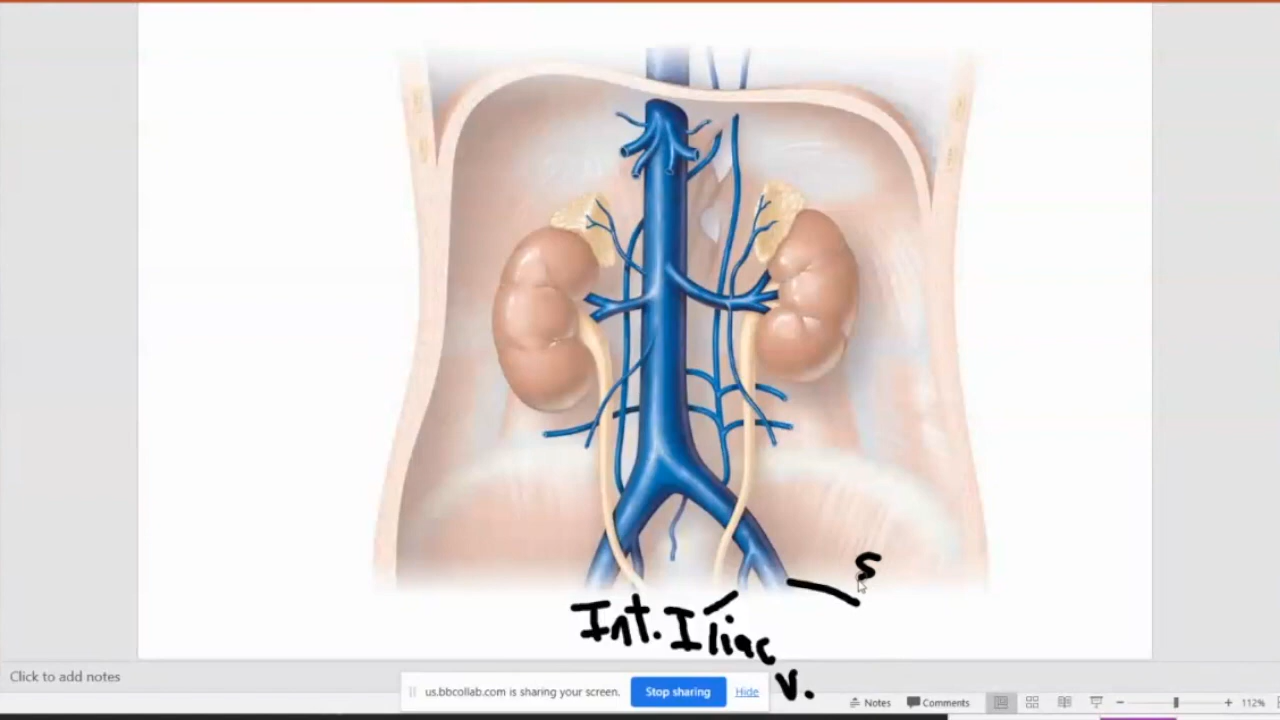 s
Int. Iliac
v.
Click to add notes
us.bbcollab.com is sharing your screen. Stop sharing Hide
Notes Comments 112%